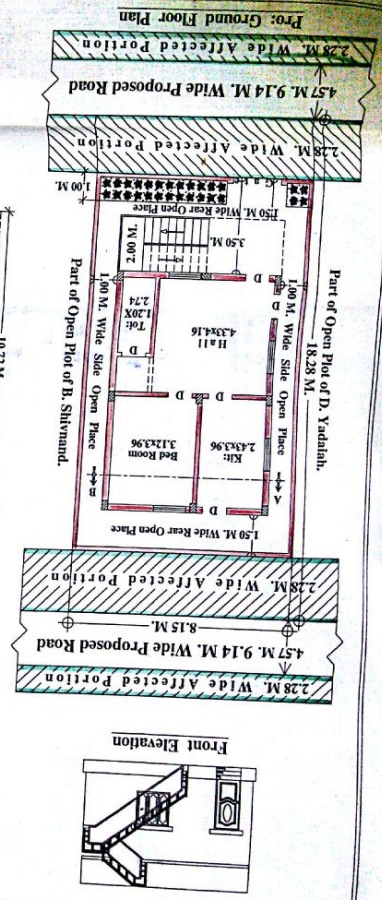 Front Elevation
2.28 M. Wide Affected Portion
4.57 M. 9.14 M. Wide Proposed Road
8.15 M.
2.28 M. Wide Affected Portion
1.50 M. Wide Rear Open Place
A
B
Kit:
2.43x3.96
Bed Room
3.12x3.96
D
D
D
Hall
4.33x4.16
Tol:
1.20X
2.74
D
D
D
D
1.00 M. Wide Side Open Place
1.00 M. Wide Side Open Place
Part of Open Plot of D. Yadaiah.
18.28 M.
Part of Open Plot of B. Shivnand.
3.50 M.
2.00 M.
1.50 M. Wide Rear Open Place
1.00 M.
Gate
2.28 M. Wide Affected Portion
4.57 M. 9.14 M. Wide Proposed Road
2.28 M. Wide Affected Portion
Pro: Ground Floor Plan